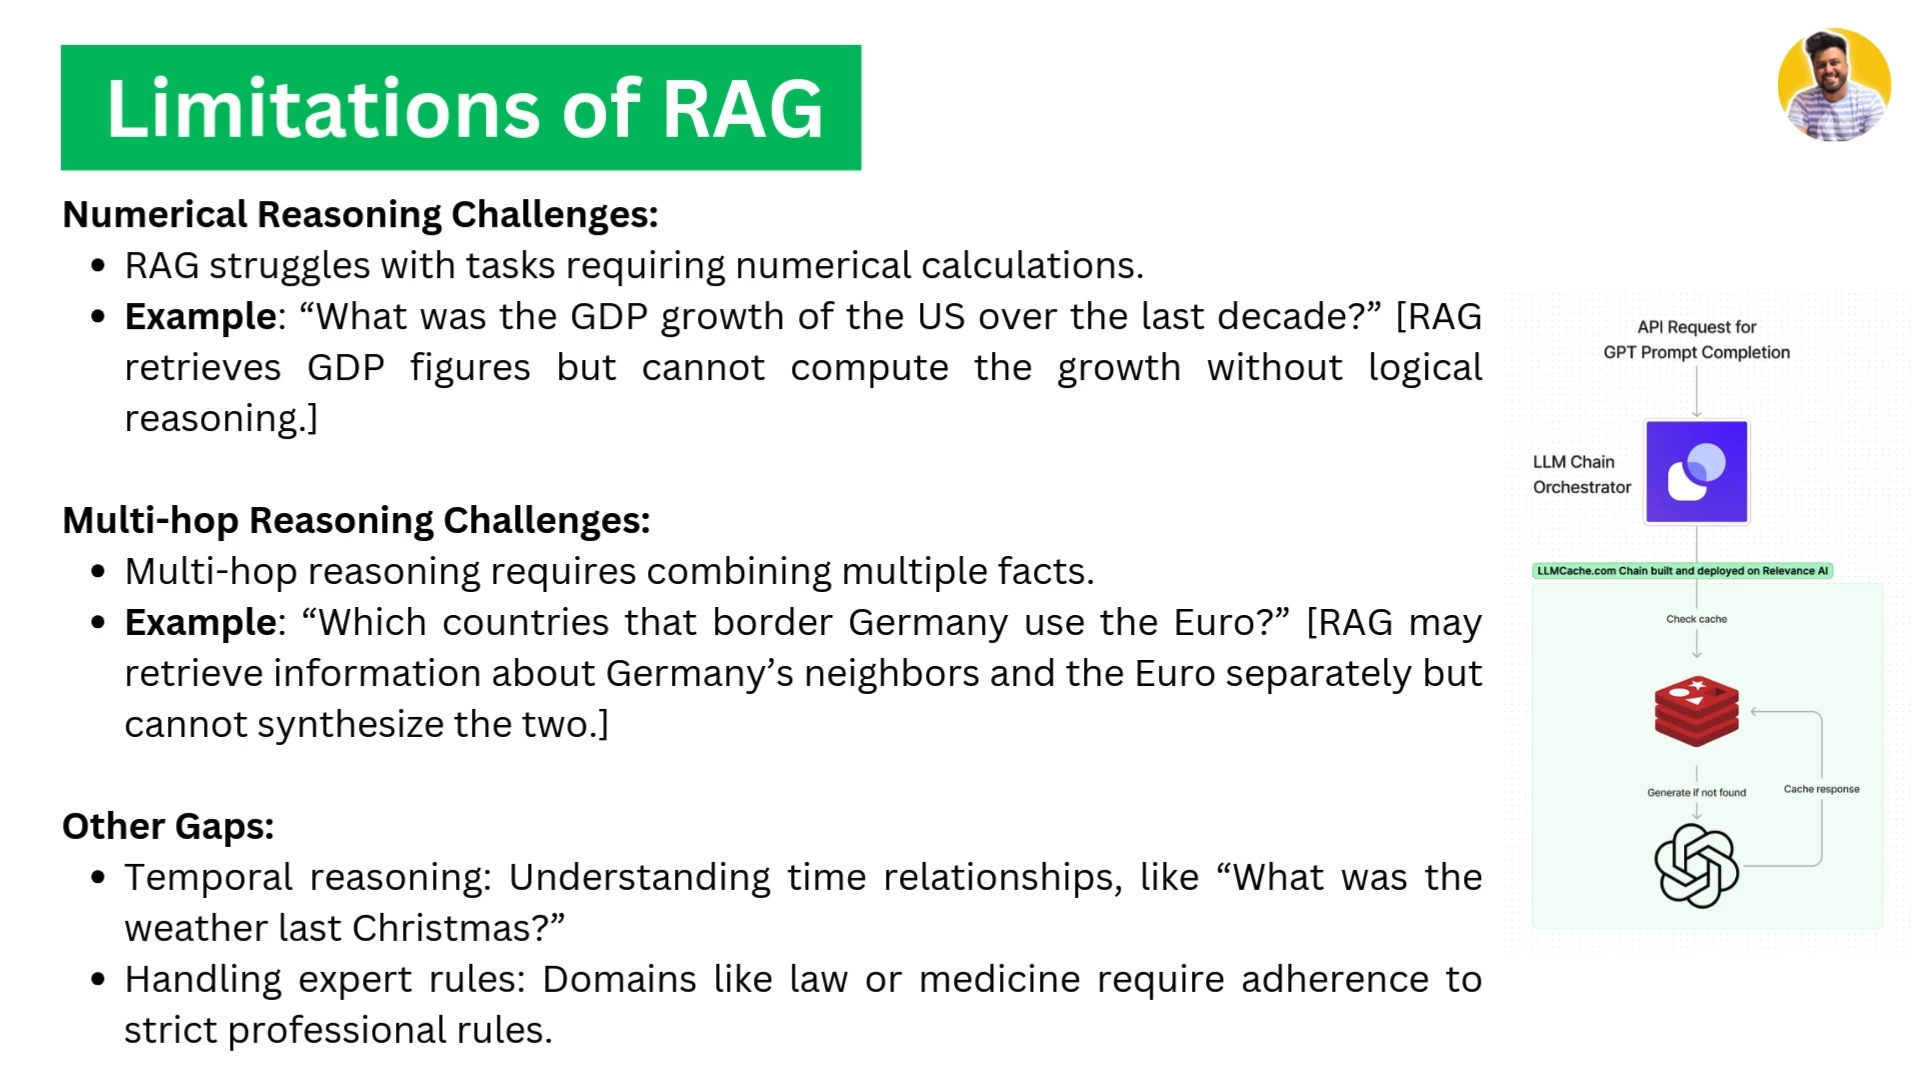 Limitations of RAG
Numerical Reasoning Challenges:
• RAG struggles with tasks requiring numerical calculations.
• Example: “What was the GDP growth of the US over the last decade?” [RAG
retrieves GDP figures but cannot compute the growth without logical
reasoning.]
Multi-hop Reasoning Challenges:
• Multi-hop reasoning requires combining multiple facts.
• Example: “Which countries that border Germany use the Euro?” [RAG may
retrieve information about Germany’s neighbors and the Euro separately but
cannot synthesize the two.]
Other Gaps:
• Temporal reasoning: Understanding time relationships, like “What was the
weather last Christmas?”
• Handling expert rules: Domains like law or medicine require adherence to
strict professional rules.
API Request for
GPT Prompt Completion
LLM Chain
Orchestrator
LLMCache.com Chain built and deployed on Relevance AI
Check cache
Generate if not found
Cache response